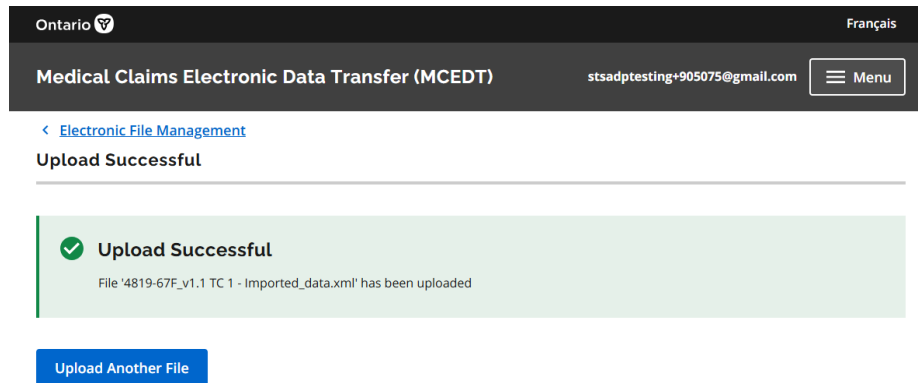 Ontario
Français
Medical Claims Electronic Data Transfer (MCEDT)
stsadptesting+905075@gmail.com
Menu
Electronic File Management
Upload Successful
Upload Successful
File '4819-67F_v1.1 TC 1 - Imported_data.xml' has been uploaded
Upload Another File